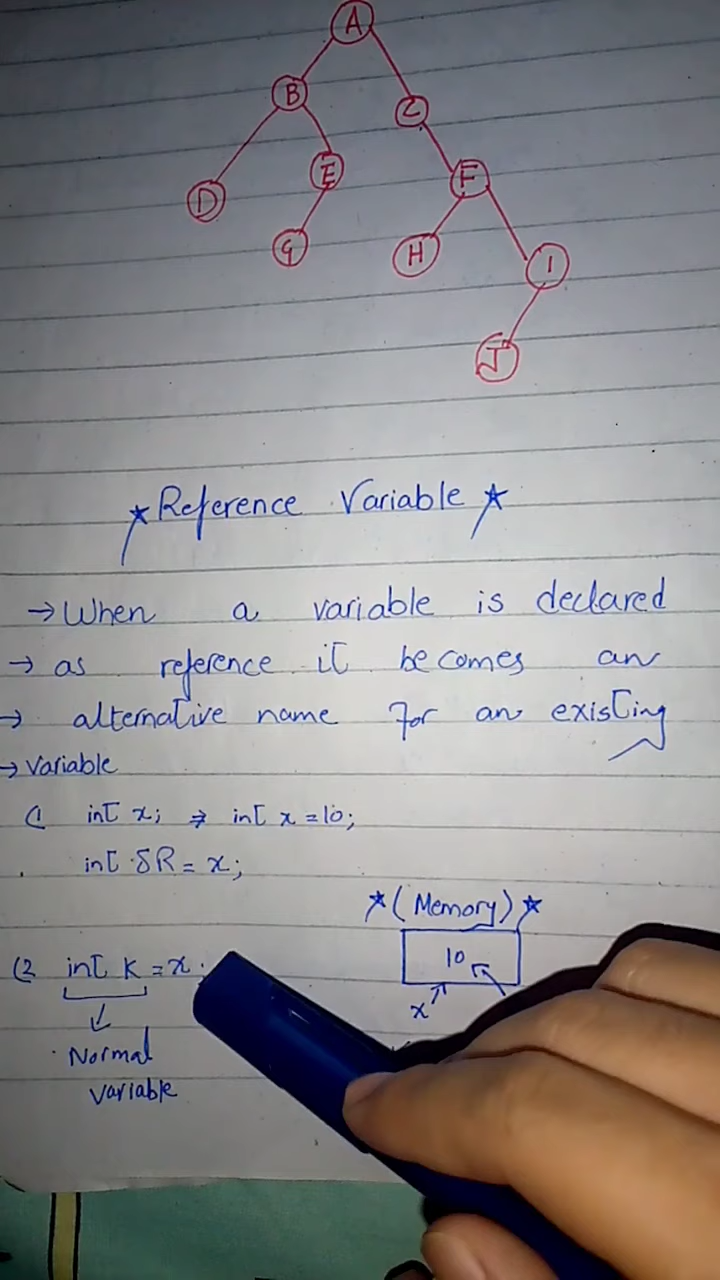 A
B
C
D
E
F
G
H
I
J
*Reference Variable*
→ When a variable is declared
→ as reference it becomes an
→ alternative name for an existing
→ variable
(1 int x; ⇒ int x = 10;
int &R = x;
*(Memory)*
10
x
(2 int K = x
Normal
variable